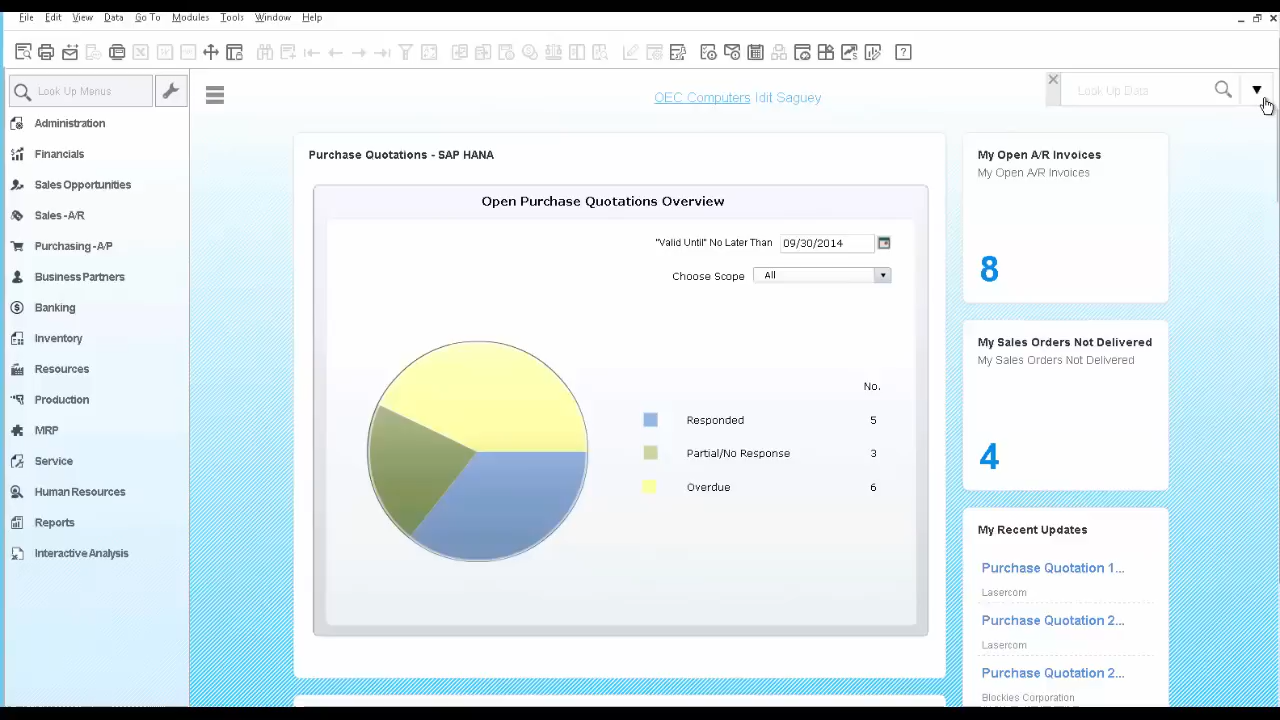 File Edit View Data Go To Modules Tools Window Help
Look Up Menus
OEC Computers Idit Saguey
Look Up Data
Administration
Financials
Sales Opportunities
Sales - A/R
Purchasing - A/P
Business Partners
Banking
Inventory
Resources
Production
MRP
Service
Human Resources
Reports
Interactive Analysis
Purchase Quotations - SAP HANA
Open Purchase Quotations Overview
"Valid Until" No Later Than 09/30/2014
Choose Scope All
No.
Responded 5
Partial/No Response 3
Overdue 6
My Open A/R Invoices
My Open A/R Invoices
8
My Sales Orders Not Delivered
My Sales Orders Not Delivered
4
My Recent Updates
Purchase Quotation 1...
Lasercom
Purchase Quotation 2...
Lasercom
Purchase Quotation 2...
Blockies Corporation